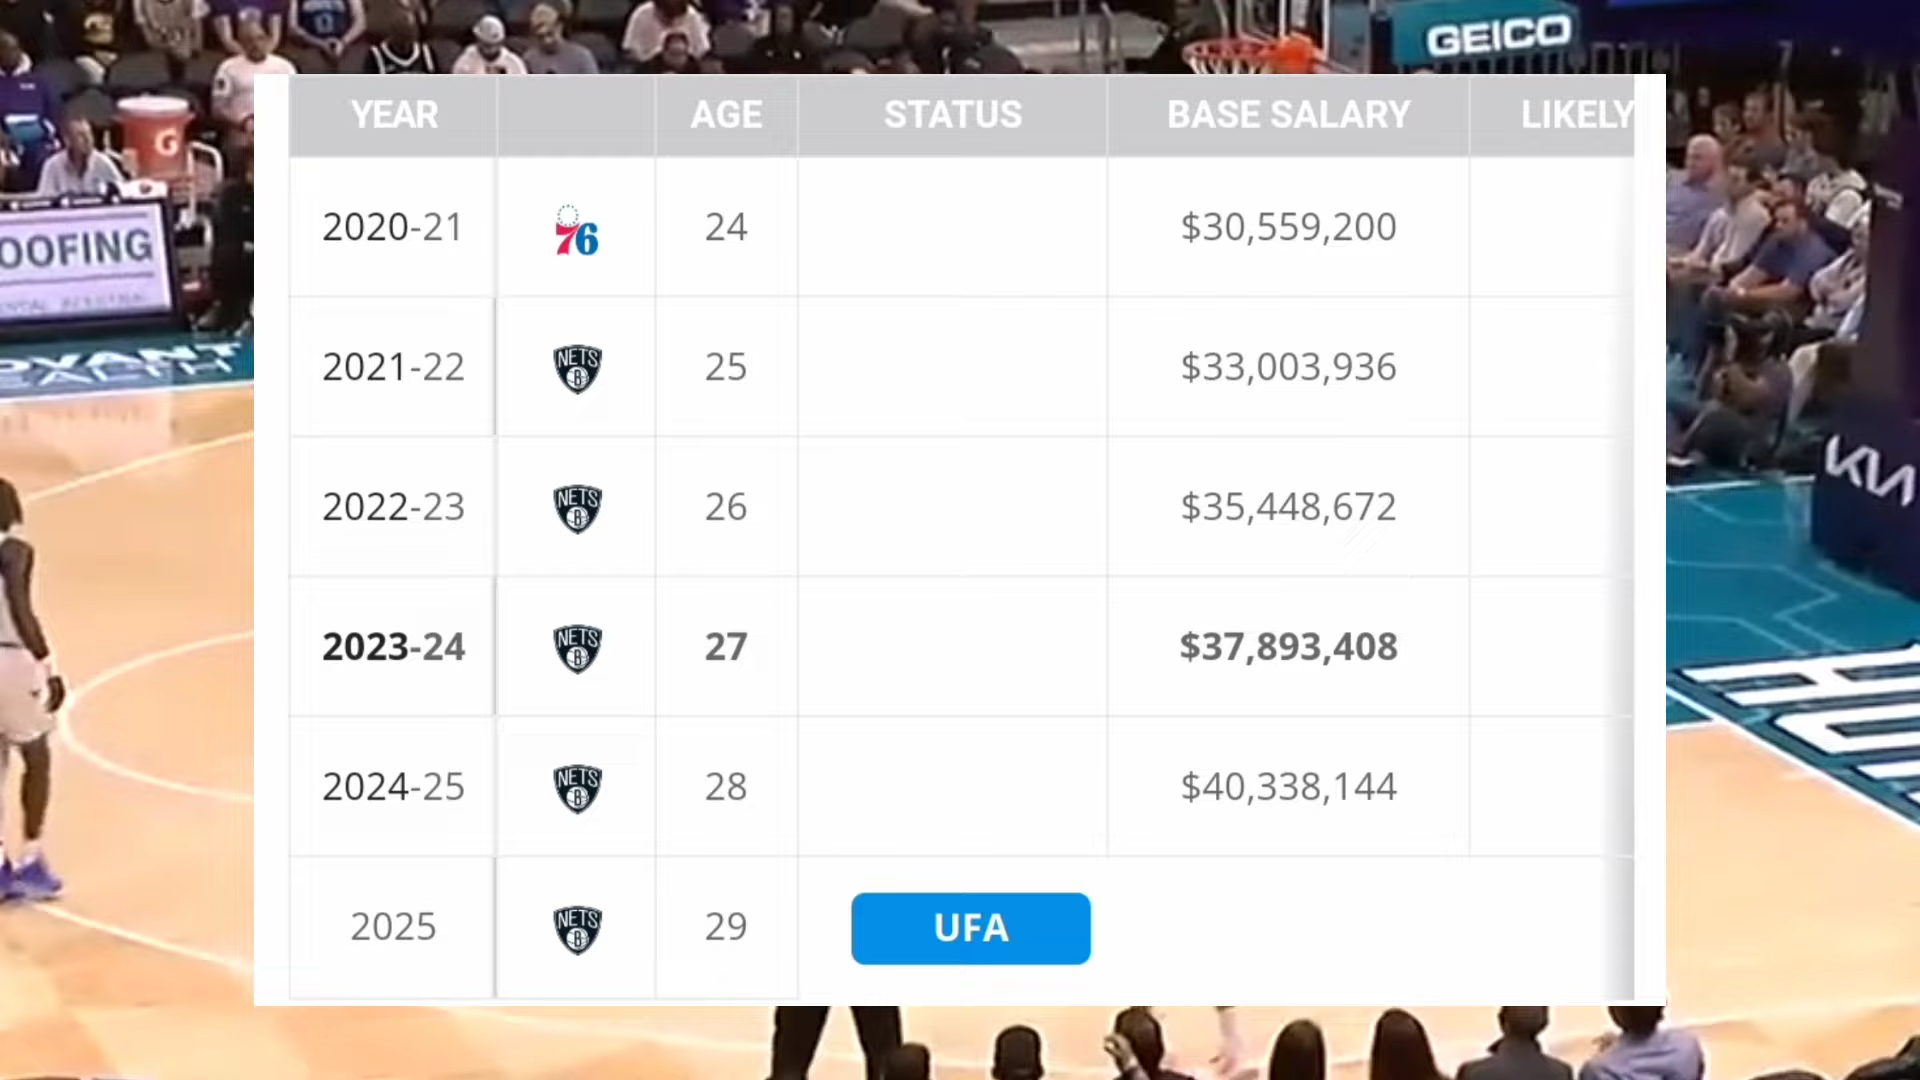 GEICO
YEAR AGE STATUS BASE SALARY LIKELY
G
2020-21 76 24 $30,559,200
OOFING
2021-22 NETS B 25 $33,003,936
KIA
2022-23 NETS B 26 $35,448,672
2023-24 NETS B 27 $37,893,408
2024-25 NETS B 28 $40,338,144
2025 NETS B 29 UFA